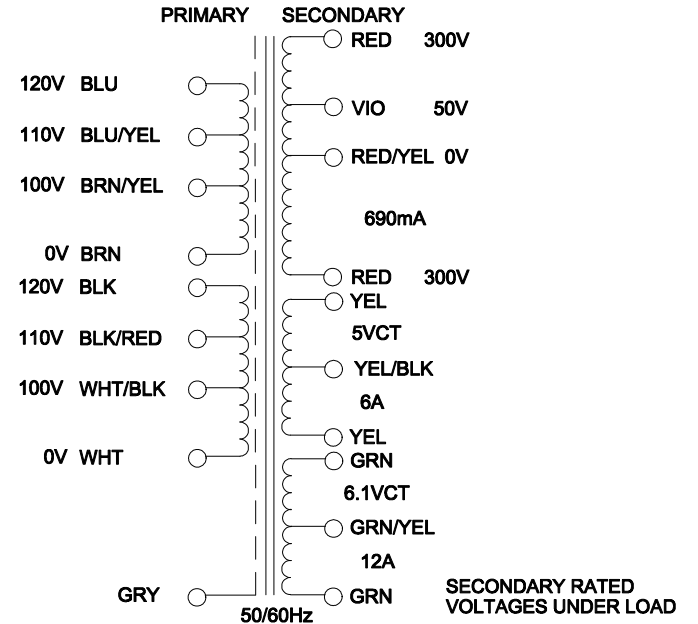 PRIMARY SECONDARY
RED 300V
120V BLU
VIO 50V
110V BLU/YEL
RED/YEL 0V
100V BRN/YEL
690mA
0V BRN
RED 300V
120V BLK
YEL
5VCT
110V BLK/RED
YEL/BLK
100V WHT/BLK
6A
YEL
0V WHT
GRN
6.1VCT
GRN/YEL
12A
GRY
GRN
SECONDARY RATED
VOLTAGES UNDER LOAD
50/60Hz